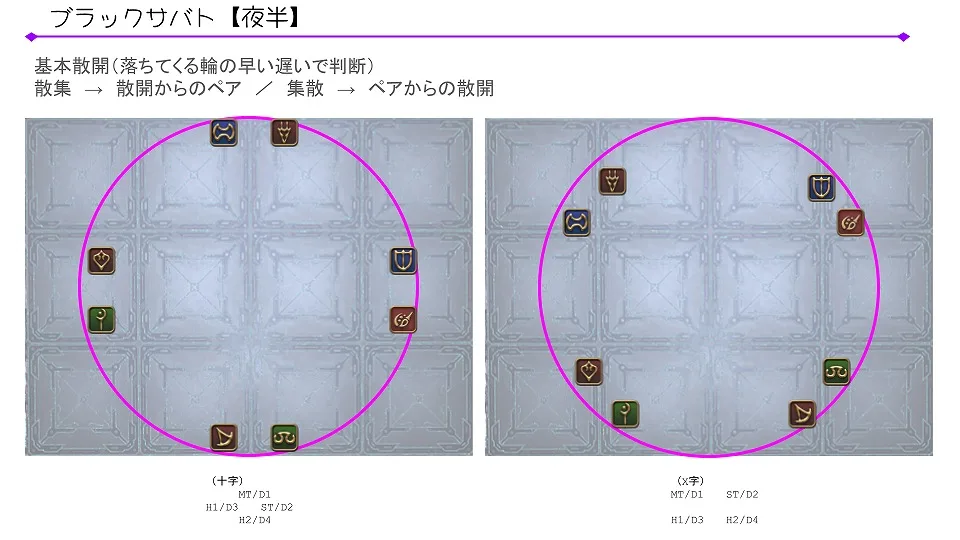 ブラックサバト【夜半】
基本散開(落ちてくる輪の早い遅いで判断)
散集 → 散開からのペア ／ 集散 → ペアからの散開
(十字)
MT/D1
H1/D3 ST/D2
H2/D4
(X字)
MT/D1 ST/D2
H1/D3 H2/D4